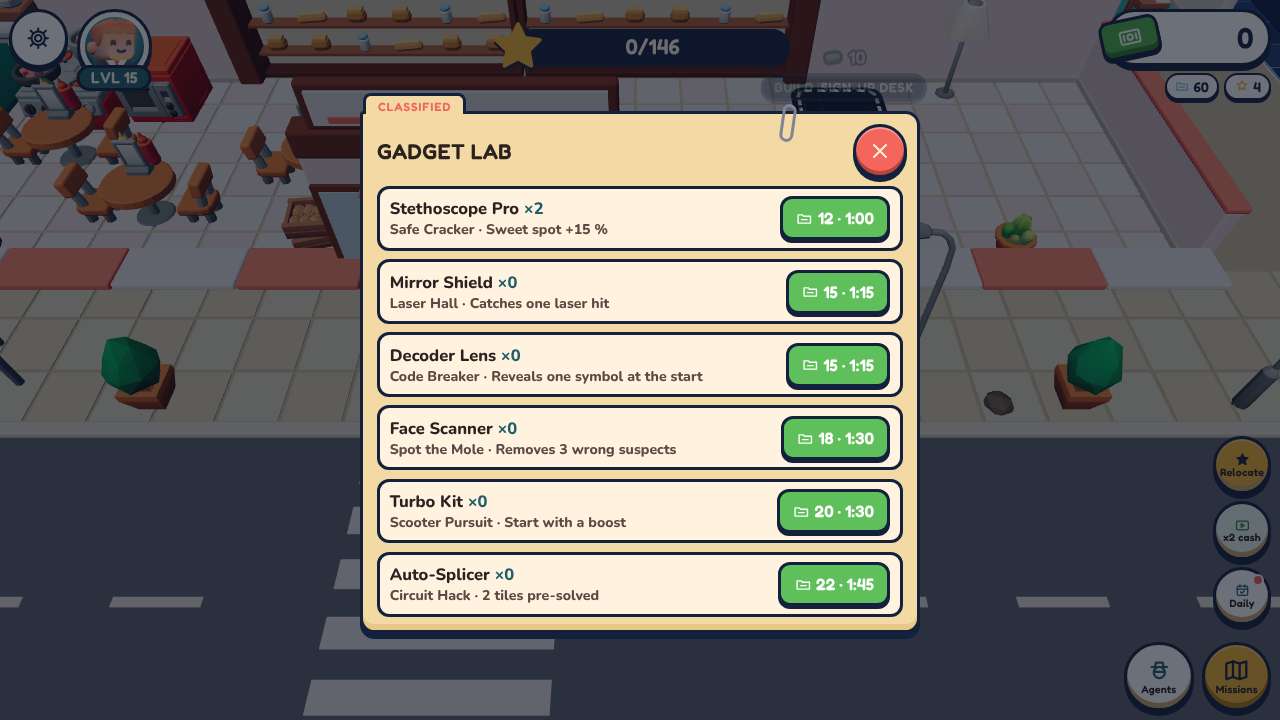 0/146
0
LVL 15
10
BUILD SIGN-UP DESK
60
4
CLASSIFIED
GADGET LAB
Stethoscope Pro ×2
Safe Cracker · Sweet spot +15 %
12 · 1:00
Mirror Shield ×0
Laser Hall · Catches one laser hit
15 · 1:15
Decoder Lens ×0
Code Breaker · Reveals one symbol at the start
15 · 1:15
Face Scanner ×0
Spot the Mole · Removes 3 wrong suspects
18 · 1:30
Turbo Kit ×0
Scooter Pursuit · Start with a boost
20 · 1:30
Auto-Splicer ×0
Circuit Hack · 2 tiles pre-solved
22 · 1:45
Relocate
x2 cash
Daily
Agents
Missions